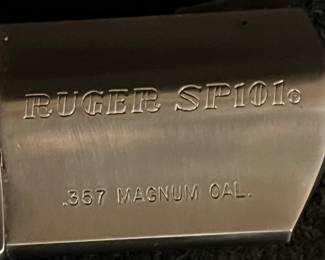 RUGER SP101®
.357 MAGNUM CAL.